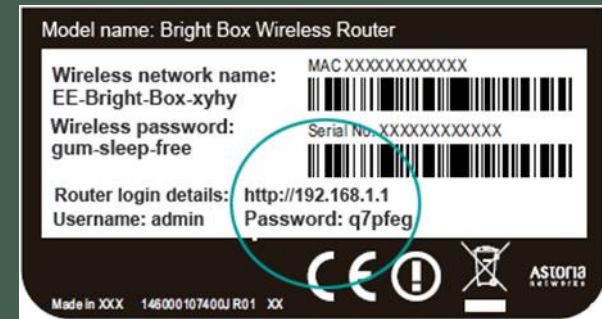 Model name: Bright Box Wireless Router
Wireless network name:
EE-Bright-Box-xyhy
Wireless password:
gum-sleep-free
MAC XXXXXXXXXXXX
Serial No. XXXXXXXXXXXX
Router login details: http://192.168.1.1
Username: admin Password: q7pfeg
CE
Astoria
networks
Made in XXX 146000107400J R01 XX